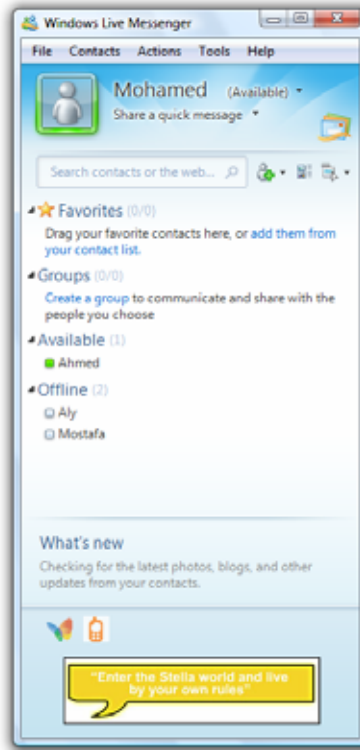 Windows Live Messenger
File Contacts Actions Tools Help
Mohamed (Available)
Share a quick message
Search contacts or the web...
Favorites (0/0)
Drag your favorite contacts here, or add them from
your contact list.
Groups (0/0)
Create a group to communicate and share with the
people you choose
Available (1)
Ahmed
Offline (2)
Aly
Mostafa
What's new
Checking for the latest photos, blogs, and other
updates from your contacts.
"Enter the Stella world and live
by your own rules"